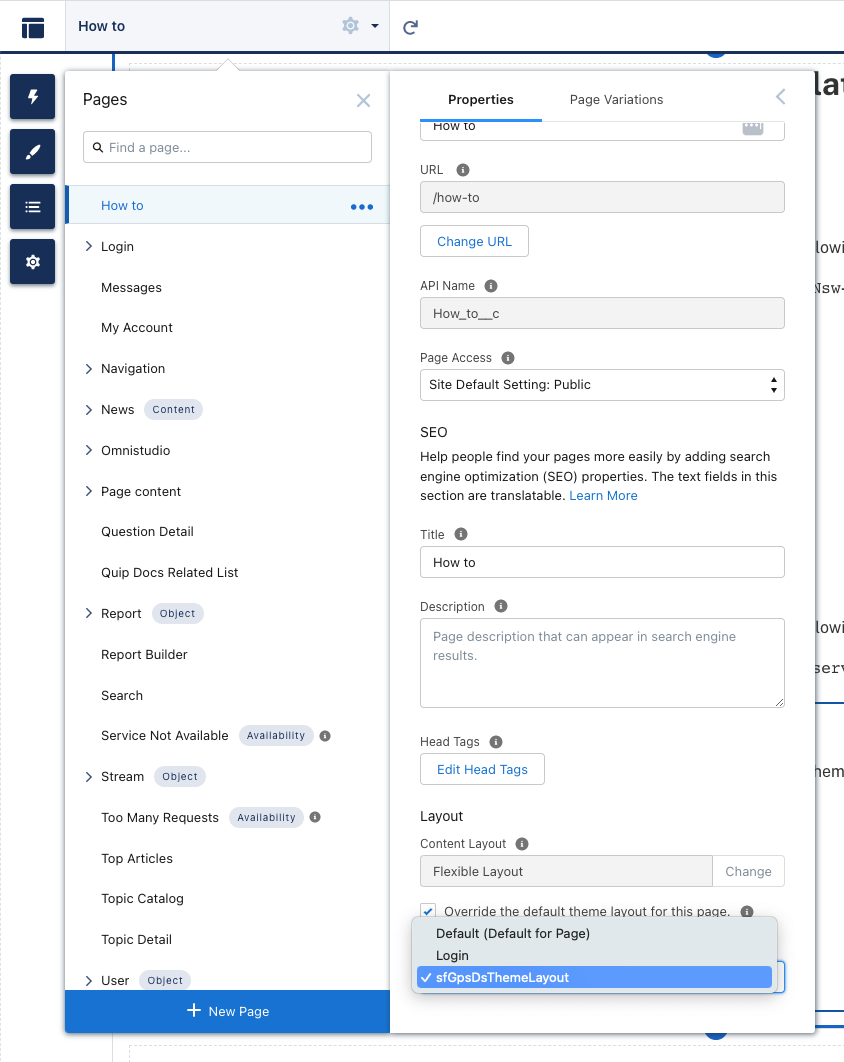 How to
Pages
Find a page...
How to
Login
Messages
My Account
Navigation
News Content
Omnistudio
Page content
Question Detail
Quip Docs Related List
Report Object
Report Builder
Search
Service Not Available Availability
Stream Object
Too Many Requests Availability
Top Articles
Topic Catalog
Topic Detail
User Object
New Page
Properties Page Variations
How to
URL
/how-to
Change URL
API Name
How_to__c
Page Access
Site Default Setting: Public
SEO
Help people find your pages more easily by adding search
engine optimization (SEO) properties. The text fields in this
section are translatable. Learn More
Title
How to
Description
Page description that can appear in search engine
results.
Head Tags
Edit Head Tags
Layout
Content Layout
Flexible Layout Change
Override the default theme layout for this page.
Default (Default for Page)
Login
sfGpsDsThemeLayout